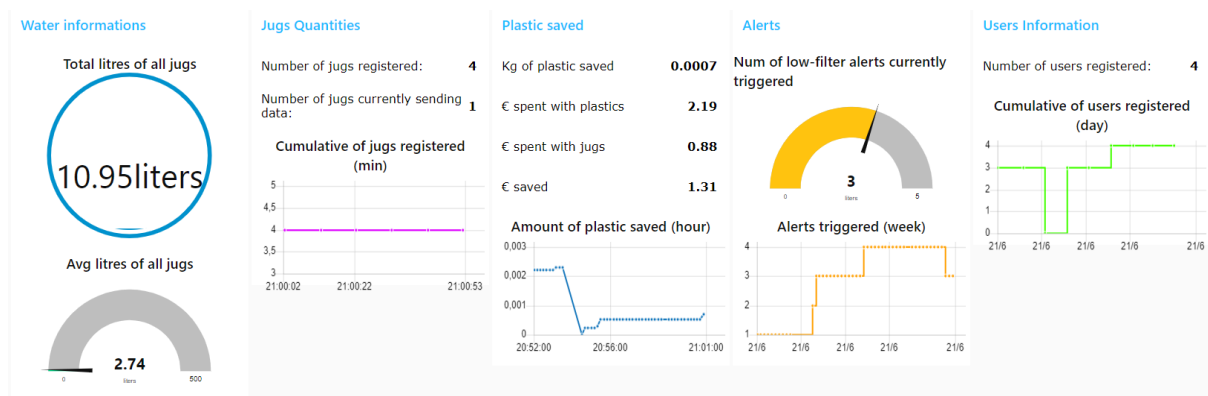 Water informations
Total litres of all jugs
10.95liters
Avg litres of all jugs
2.74
liters
0
500
Jugs Quantities
Number of jugs registered: 4
Number of jugs currently sending
data: 1
Cumulative of jugs registered
(min)
5
4,5
4
3,5
3
21:00:02 21:00:22 21:00:53
Plastic saved
Kg of plastic saved 0.0007
€ spent with plastics 2.19
€ spent with jugs 0.88
€ saved 1.31
Amount of plastic saved (hour)
0,003
0,002
0,001
0
20:52:00 20:56:00 21:01:00
Alerts
Num of low-filter alerts currently
triggered
3
liters
0
5
Alerts triggered (week)
4
3
2
1
21/6 21/6 21/6 21/6 21/6
Users Information
Number of users registered: 4
Cumulative of users registered
(day)
4
3
2
1
0
21/6 21/6 21/6 21/6 21/6